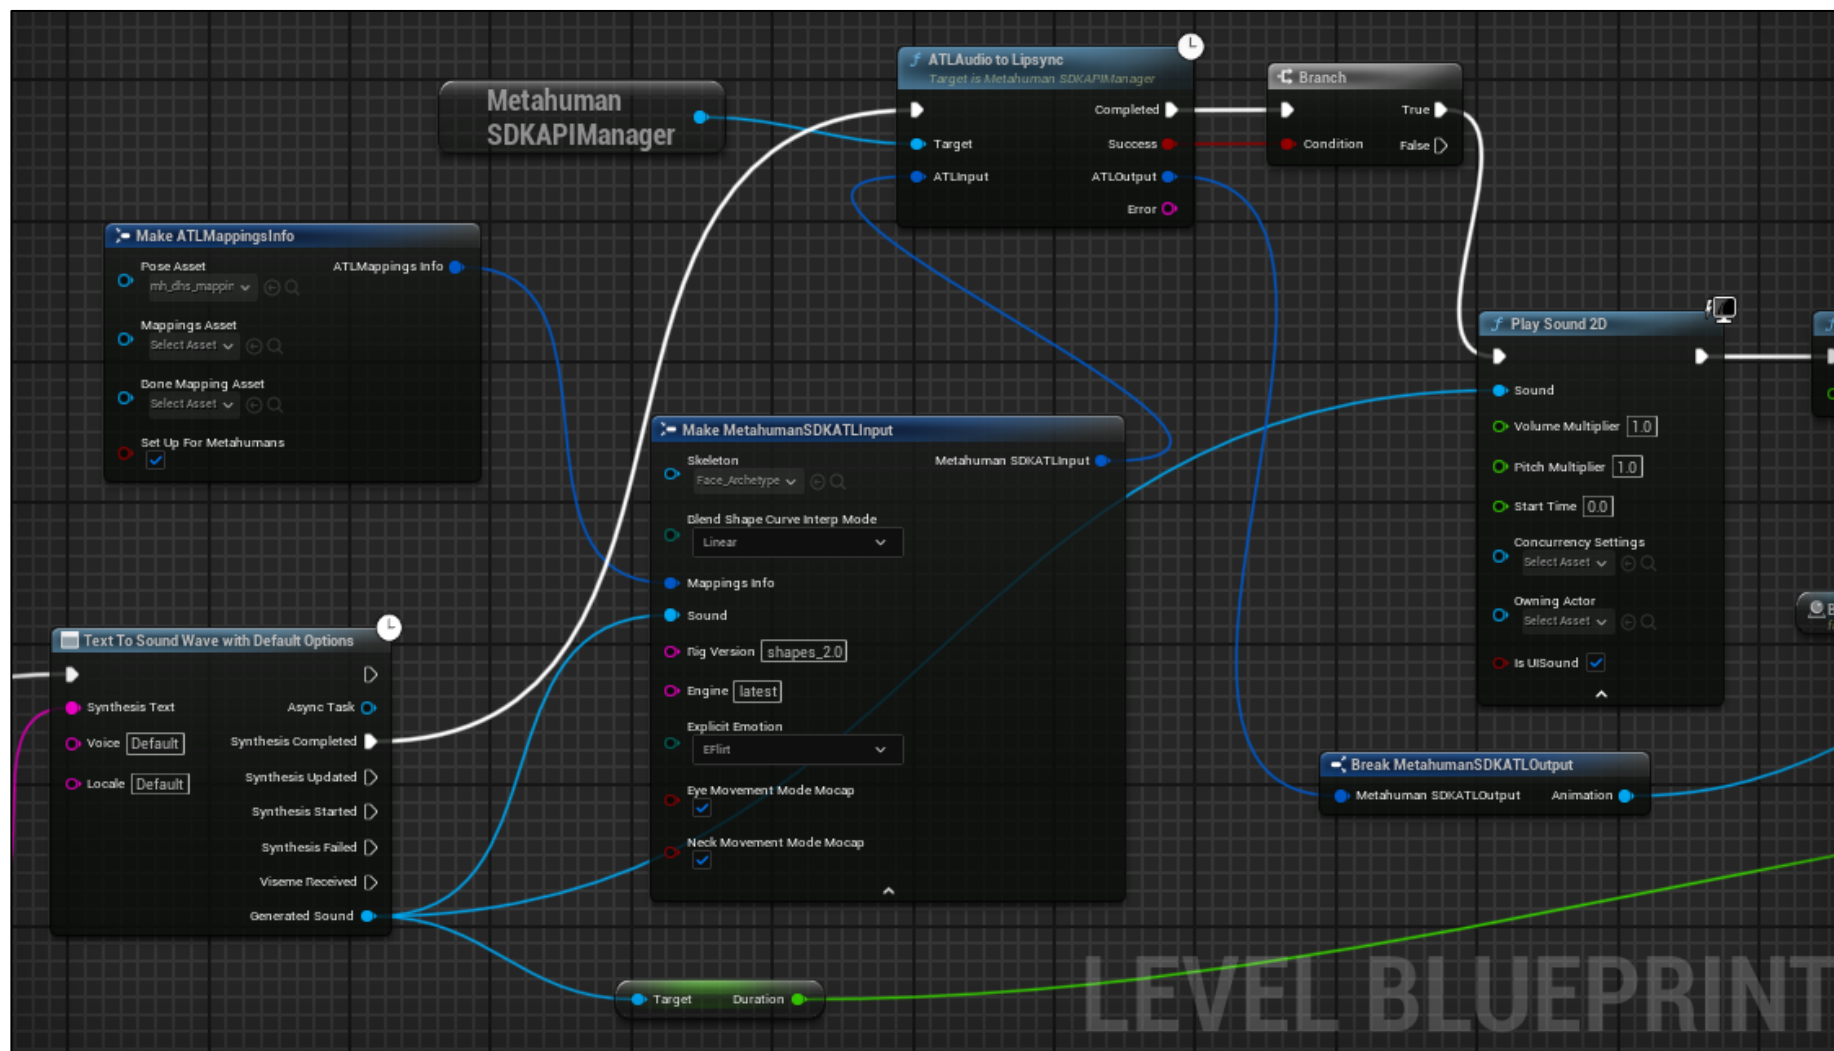 Metahuman
SDKAPIManager
ATLAudio to Lipsync
Target is Metahuman SDKAPIManager
Completed
Target
Success
ATLInput
ATLOutput
Error
Branch
True
Condition
False
Make ATLMappingsInfo
Pose Asset
ATLMappings Info
mh_dhs_mappin
Mappings Asset
Select Asset
Bone Mapping Asset
Select Asset
Set Up For Metahumans
Play Sound 2D
Sound
Volume Multiplier 1.0
Pitch Multiplier 1.0
Start Time 0.0
Concurrency Settings
Select Asset
Owning Actor
Select Asset
Is UISound
Make MetahumanSDKATLInput
Skeleton
Metahuman SDKATLInput
Face_Archetype
Blend Shape Curve Interp Mode
Linear
Mappings Info
Sound
Rig Version shapes_2.0
Engine latest
Explicit Emotion
EFlirt
Eye Movement Mode Mocap
Neck Movement Mode Mocap
Text To Sound Wave with Default Options
Synthesis Text
Async Task
Voice Default
Synthesis Completed
Locale Default
Synthesis Updated
Synthesis Started
Synthesis Failed
Viseme Received
Generated Sound
Break MetahumanSDKATLOutput
Metahuman SDKATLOutput
Animation
Target
Duration
LEVEL BLUEPRINT